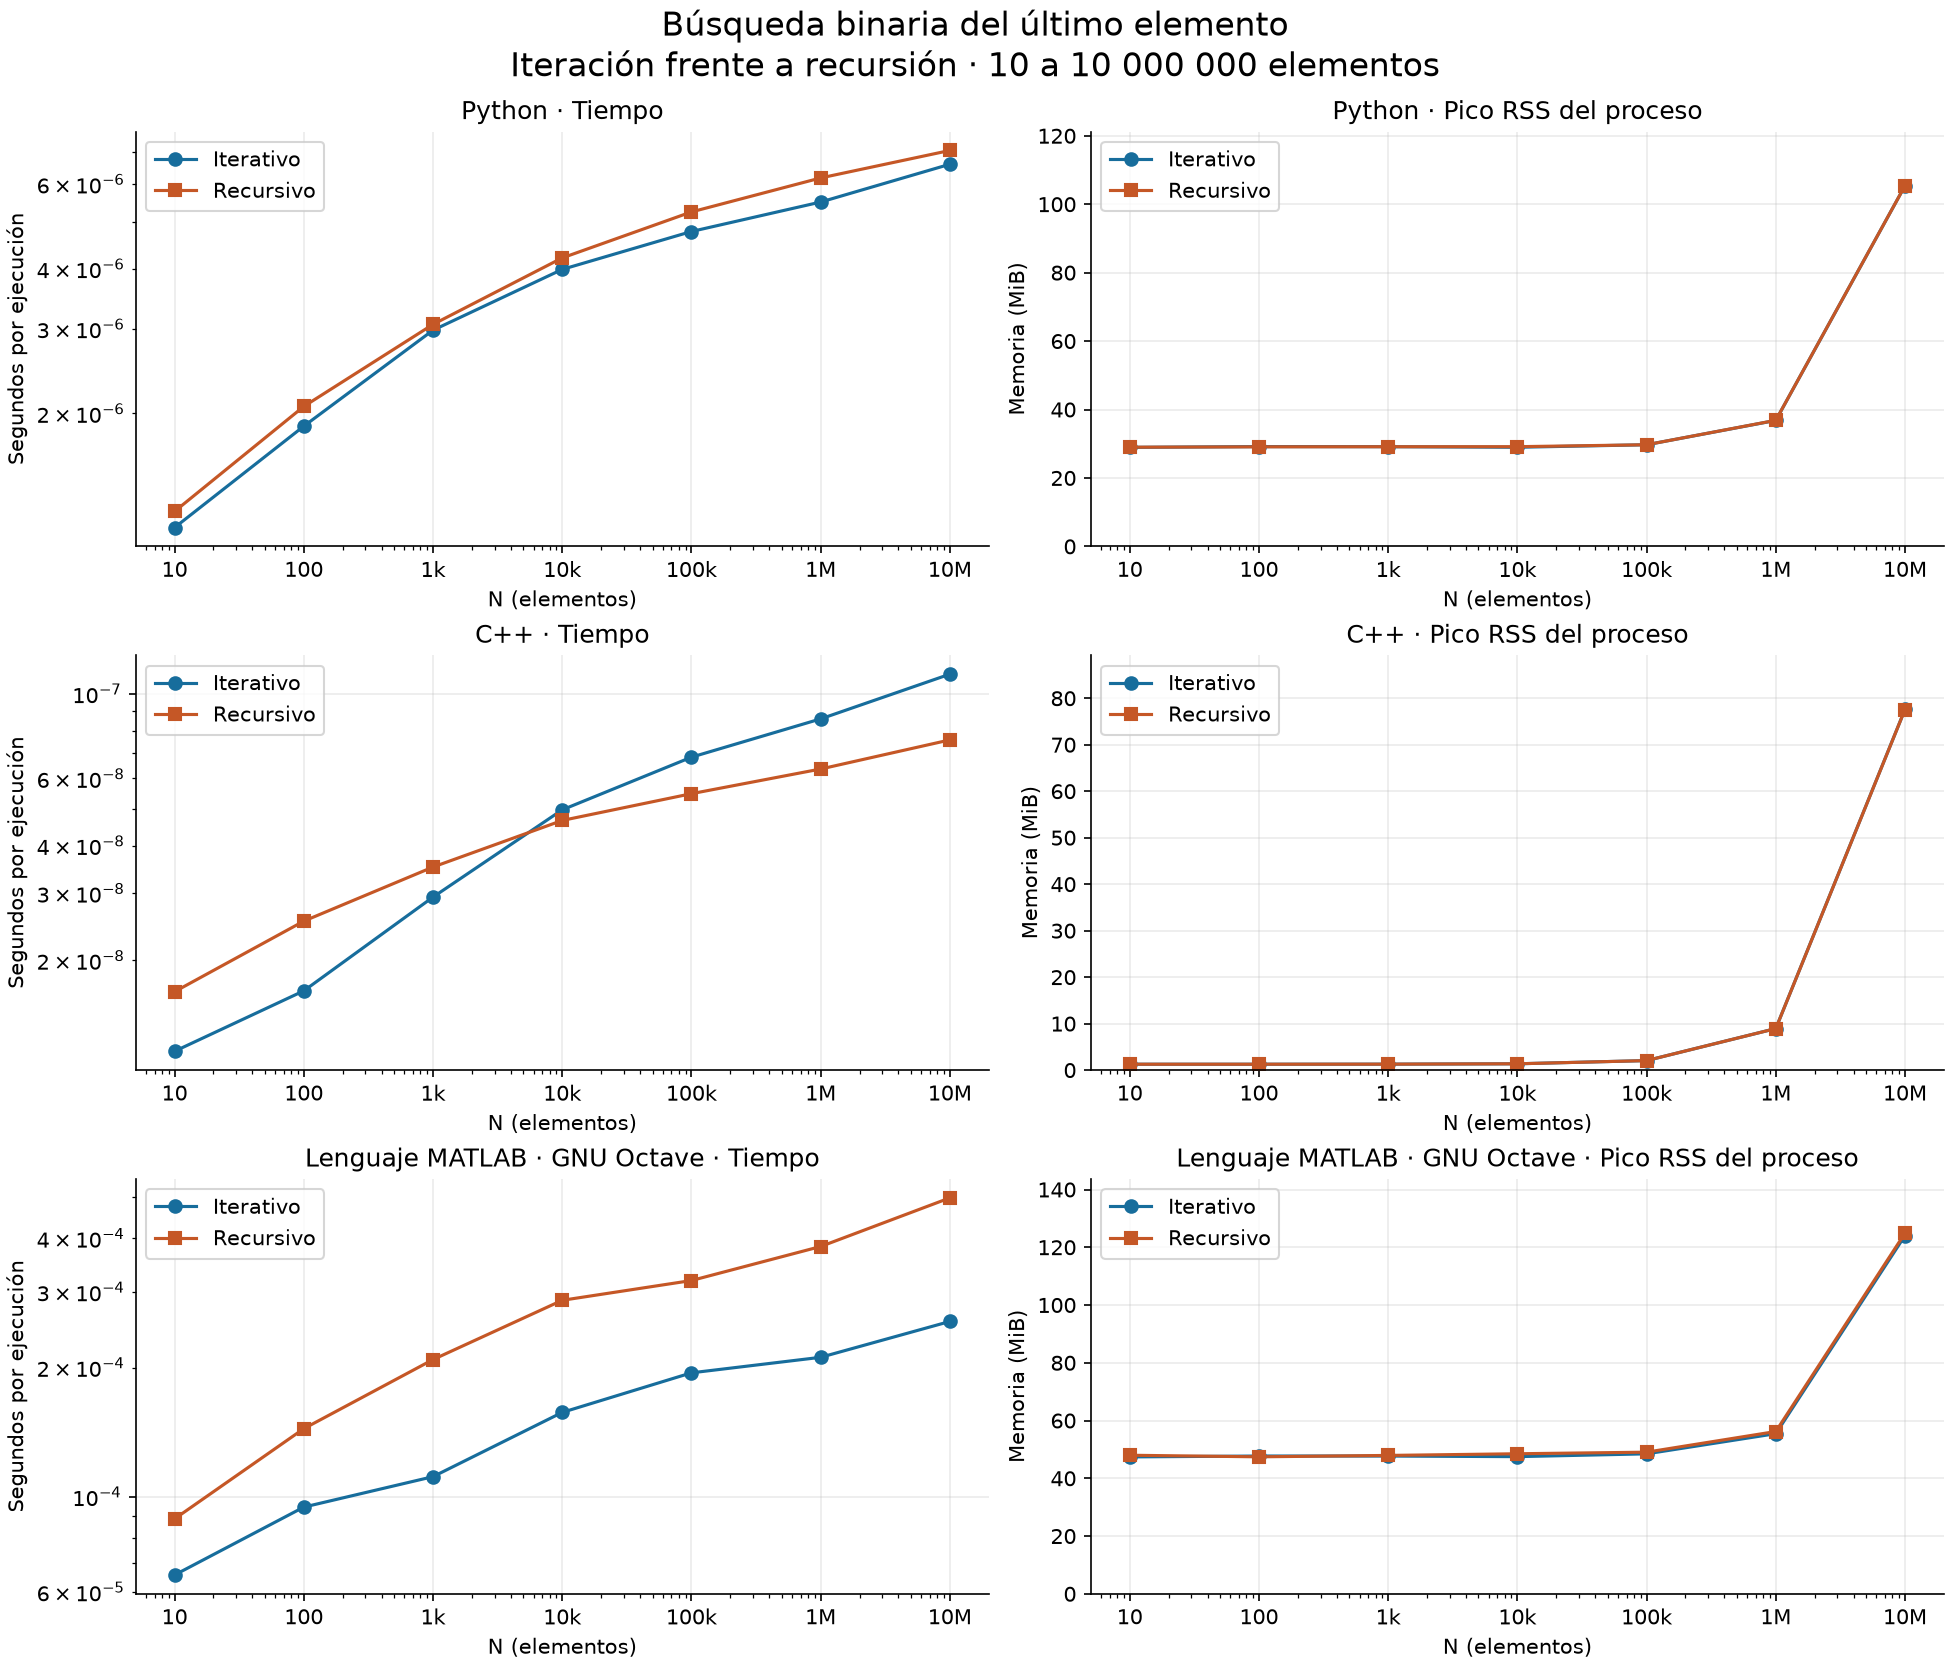 Búsqueda binaria del último elemento
Iteración frente a recursión · 10 a 10 000 000 elementos
Python · Tiempo
Iterativo
Recursivo
Segundos por ejecución
6 × 10⁻⁶
4 × 10⁻⁶
3 × 10⁻⁶
2 × 10⁻⁶
10 100 1k 10k 100k 1M 10M
N (elementos)
Python · Pico RSS del proceso
Iterativo
Recursivo
Memoria (MiB)
120
100
80
60
40
20
0
10 100 1k 10k 100k 1M 10M
N (elementos)
C++ · Tiempo
Iterativo
Recursivo
Segundos por ejecución
10⁻⁷
6 × 10⁻⁸
4 × 10⁻⁸
3 × 10⁻⁸
2 × 10⁻⁸
10 100 1k 10k 100k 1M 10M
N (elementos)
C++ · Pico RSS del proceso
Iterativo
Recursivo
Memoria (MiB)
80
70
60
50
40
30
20
10
0
10 100 1k 10k 100k 1M 10M
N (elementos)
Lenguaje MATLAB · GNU Octave · Tiempo
Iterativo
Recursivo
Segundos por ejecución
4 × 10⁻⁴
3 × 10⁻⁴
2 × 10⁻⁴
10⁻⁴
6 × 10⁻⁵
10 100 1k 10k 100k 1M 10M
N (elementos)
Lenguaje MATLAB · GNU Octave · Pico RSS del proceso
Iterativo
Recursivo
Memoria (MiB)
140
120
100
80
60
40
20
0
10 100 1k 10k 100k 1M 10M
N (elementos)